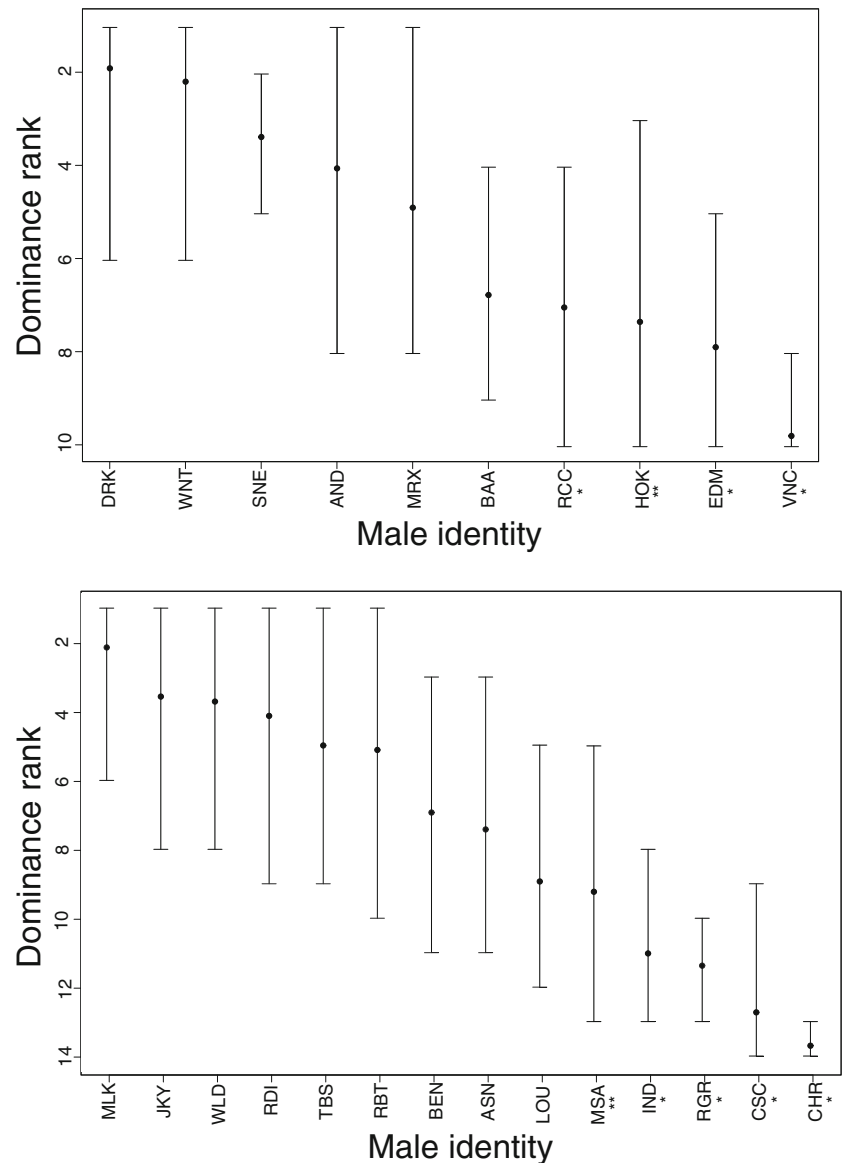 Dominance rank
2
4
6
8
10
DRK
WNT
SNE
AND
MRX
BAA
RCC
*
HOK
**
EDM
*
VNC
*
Male identity
Dominance rank
2
4
6
8
10
12
14
MLK
JKY
WLD
RDI
TBS
RBT
BEN
ASN
LOU
MSA
**
IND
*
RGR
*
CSC
*
CHR
*
Male identity